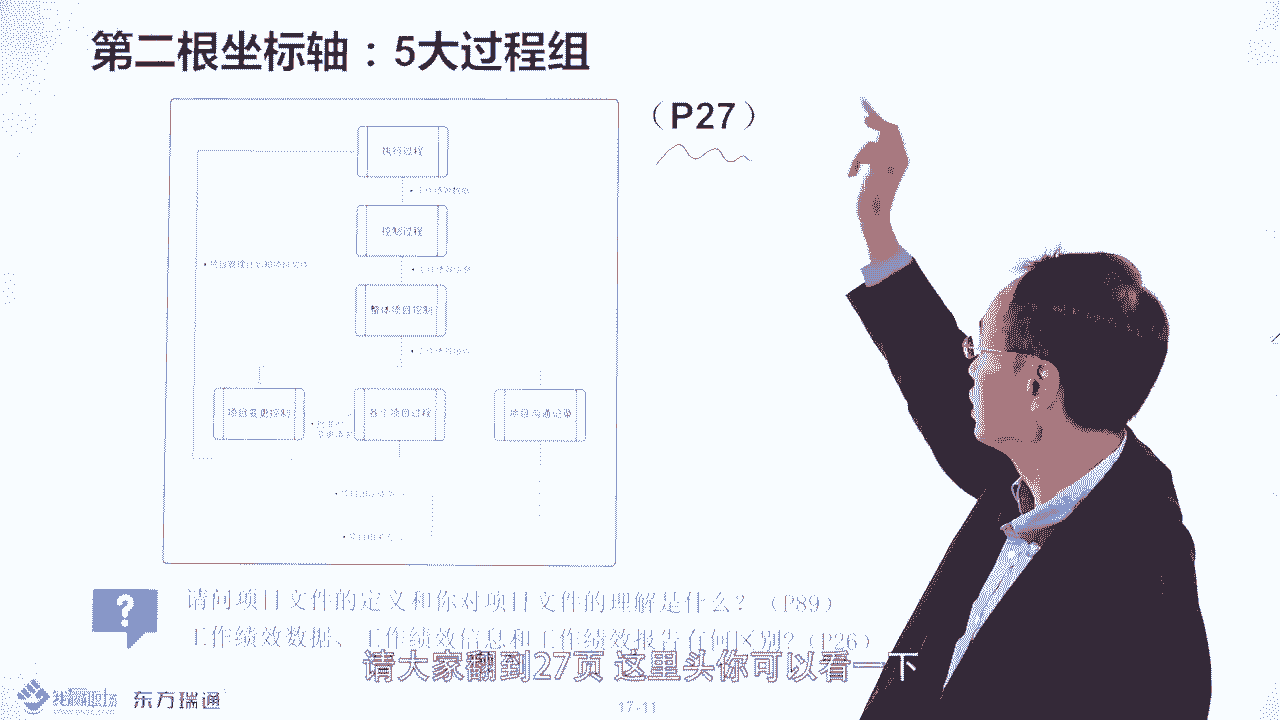 第二根坐标轴：5大过程组
（P27）
执行过程
控制过程
整体项目控制
项目变更控制
各个项目过程
项目沟通记录
请问项目文件的定义和你对项目文件的理解是什么？（P89）
工作绩效数据、工作绩效信息和工作绩效报告有何区别?（P26）
请大家翻到27页 这里头你可以看一下
东方瑞通
17-11